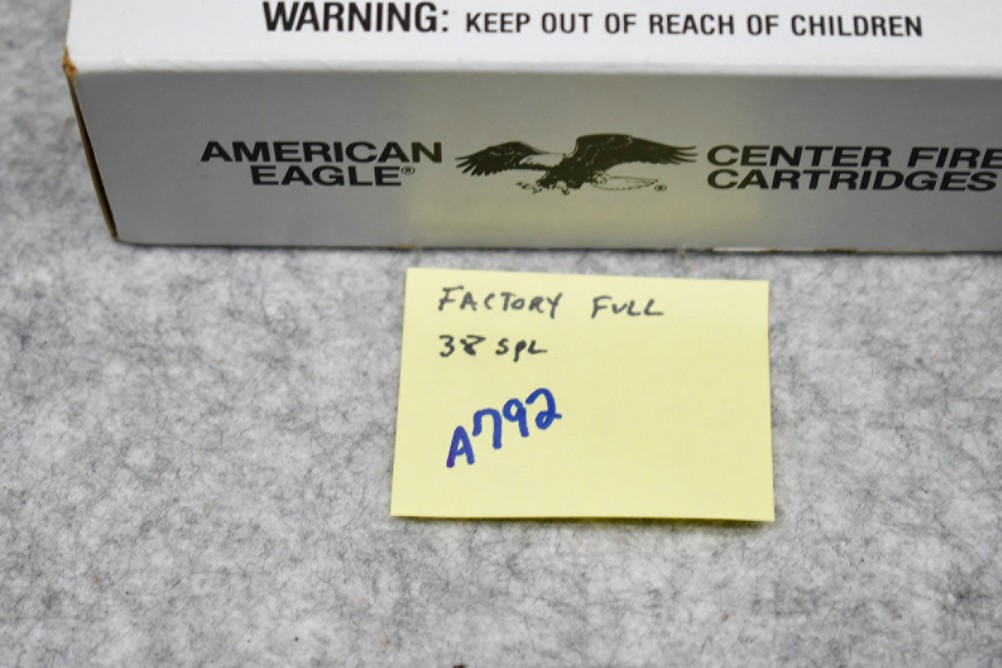 WARNING: KEEP OUT OF REACH OF CHILDREN
AMERICAN EAGLE®
CENTER FIRE CARTRIDGES
®
FACTORY FULL
38 SPL
A792